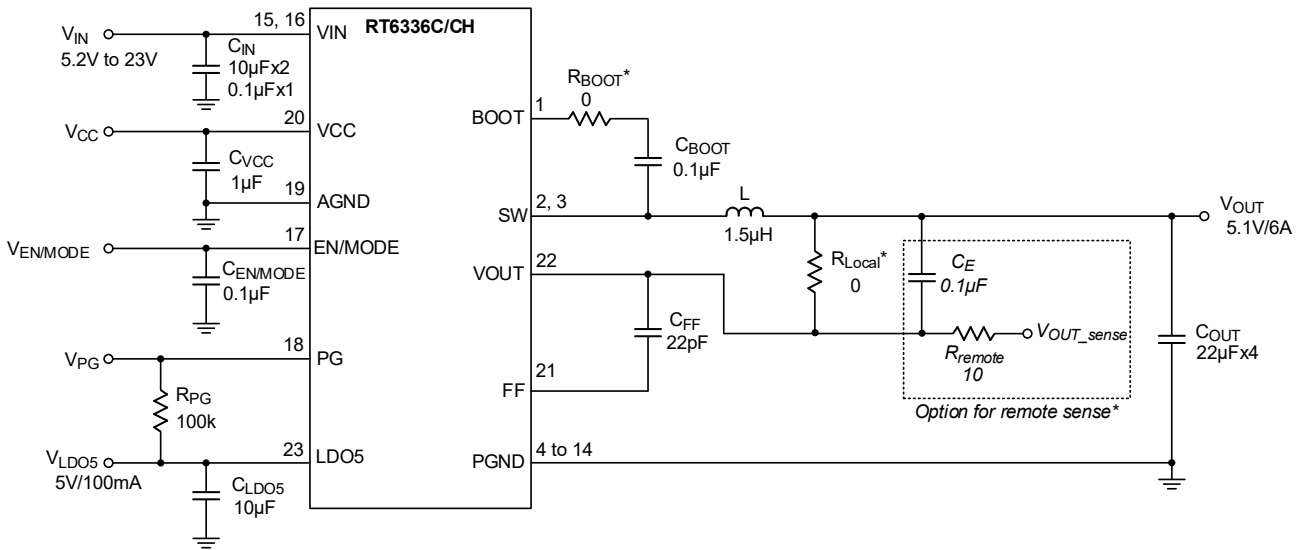 RT6336C/CH
VIN
5.2V to 23V
15, 16
VIN
CIN
10µFx2
0.1µFx1
VCC
20
VCC
CVCC
1µF
19
AGND
VEN/MODE
17
EN/MODE
CEN/MODE
0.1µF
VPG
18
PG
RPG
100k
VLDO5
5V/100mA
23
LDO5
CLDO5
10µF
BOOT
1
RBOOT*
0
CBOOT
0.1µF
SW
2, 3
L
1.5µH
VOUT
5.1V/6A
VOUT
22
RLocal*
0
CE
0.1µF
CFF
22pF
VOUT_sense
Rremote
10
COUT
22µFx4
FF
21
Option for remote sense*
PGND
4 to 14